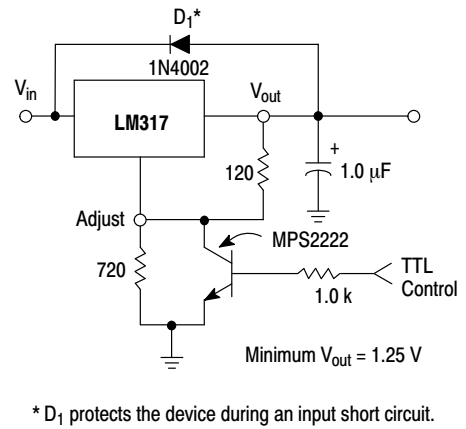 D1*
1N4002
Vin
Vout
LM317
+
120
1.0 µF
Adjust
MPS2222
720
TTL
Control
1.0 k
Minimum Vout = 1.25 V
* D1 protects the device during an input short circuit.